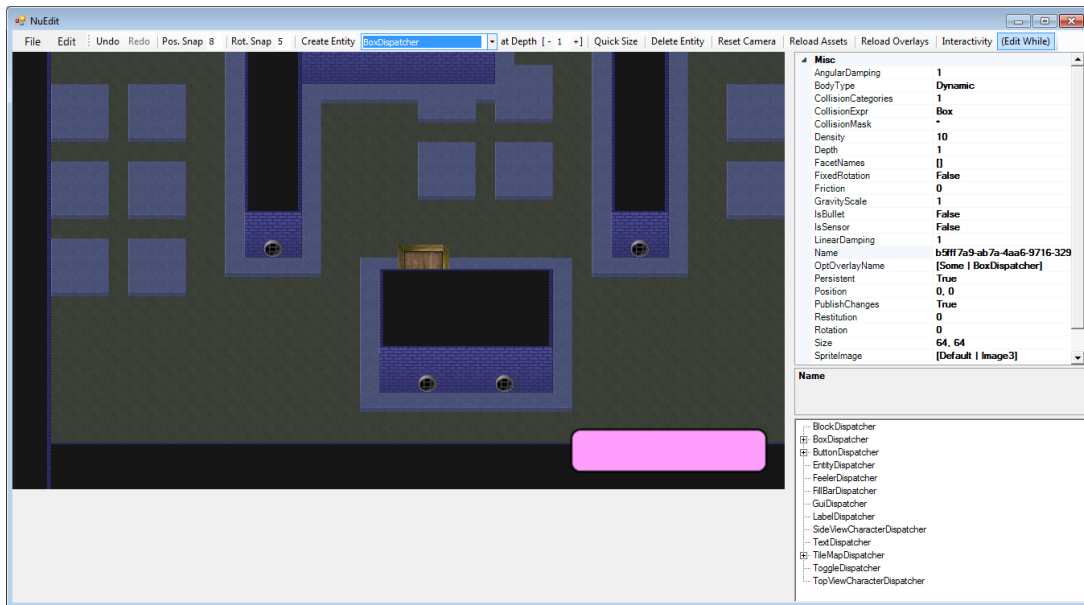 NuEdit
File Edit Undo Redo Pos. Snap 8 Rot. Snap 5 Create Entity BoxDispatcher at Depth [ - 1 +] Quick Size Delete Entity Reset Camera Reload Assets Reload Overlays Interactivity (Edit While)
Misc
AngularDamping 1
BodyType Dynamic
CollisionCategories 1
CollisionExpr Box
CollisionMask *
Density 10
Depth 1
FacetNames []
FixedRotation False
Friction 0
GravityScale 1
IsBullet False
IsSensor False
LinearDamping 1
Name b5fff7a9-ab7a-4aa6-9716-329
OptOverlayName [Some | BoxDispatcher]
Persistent True
Position 0, 0
PublishChanges True
Restitution 0
Rotation 0
Size 64, 64
SpriteImage [Default | Image3]
Name
BlockDispatcher
BoxDispatcher
ButtonDispatcher
EntityDispatcher
FeelerDispatcher
FillBarDispatcher
GuiDispatcher
LabelDispatcher
SideViewCharacterDispatcher
TextDispatcher
TileMapDispatcher
ToggleDispatcher
TopViewCharacterDispatcher